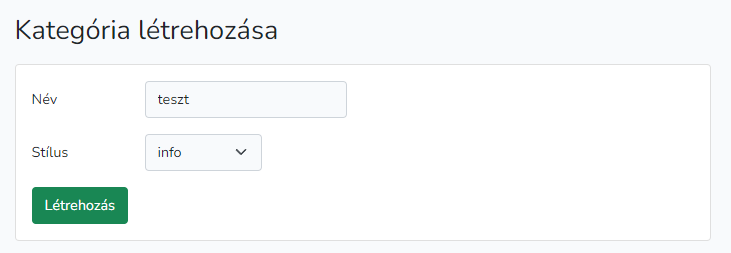 Kategória létrehozása
Név
teszt
Stílus
info
Létrehozás